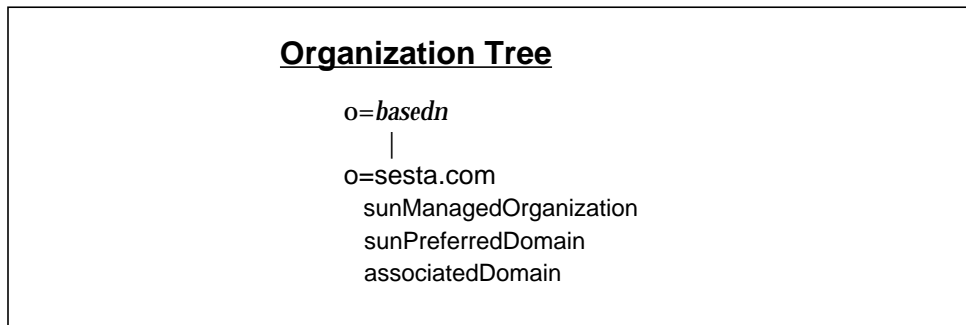 Organization Tree
o=basedn
o=sesta.com
sunManagedOrganization
sunPreferredDomain
associatedDomain